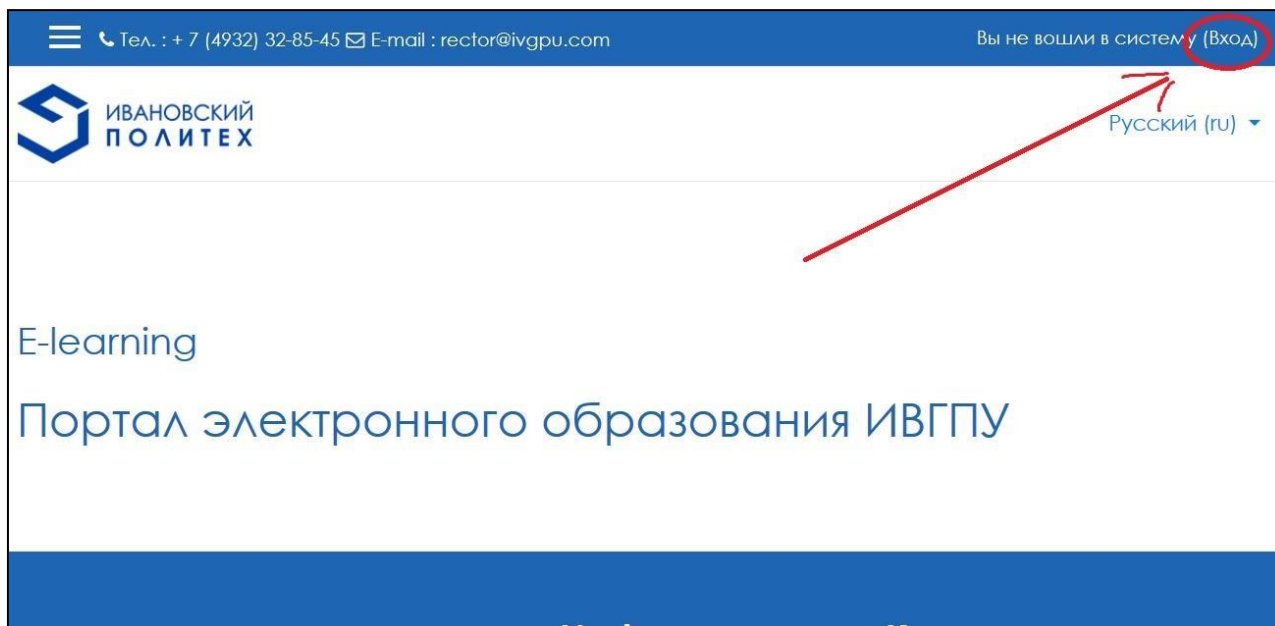 Тел. : + 7 (4932) 32-85-45 E-mail : rector@ivgpu.com
Вы не вошли в систему (Вход)
ИВАНОВСКИЙ
ПОЛИТЕХ
Русский (ru)
E-learning
Портал электронного образования ИВГПУ